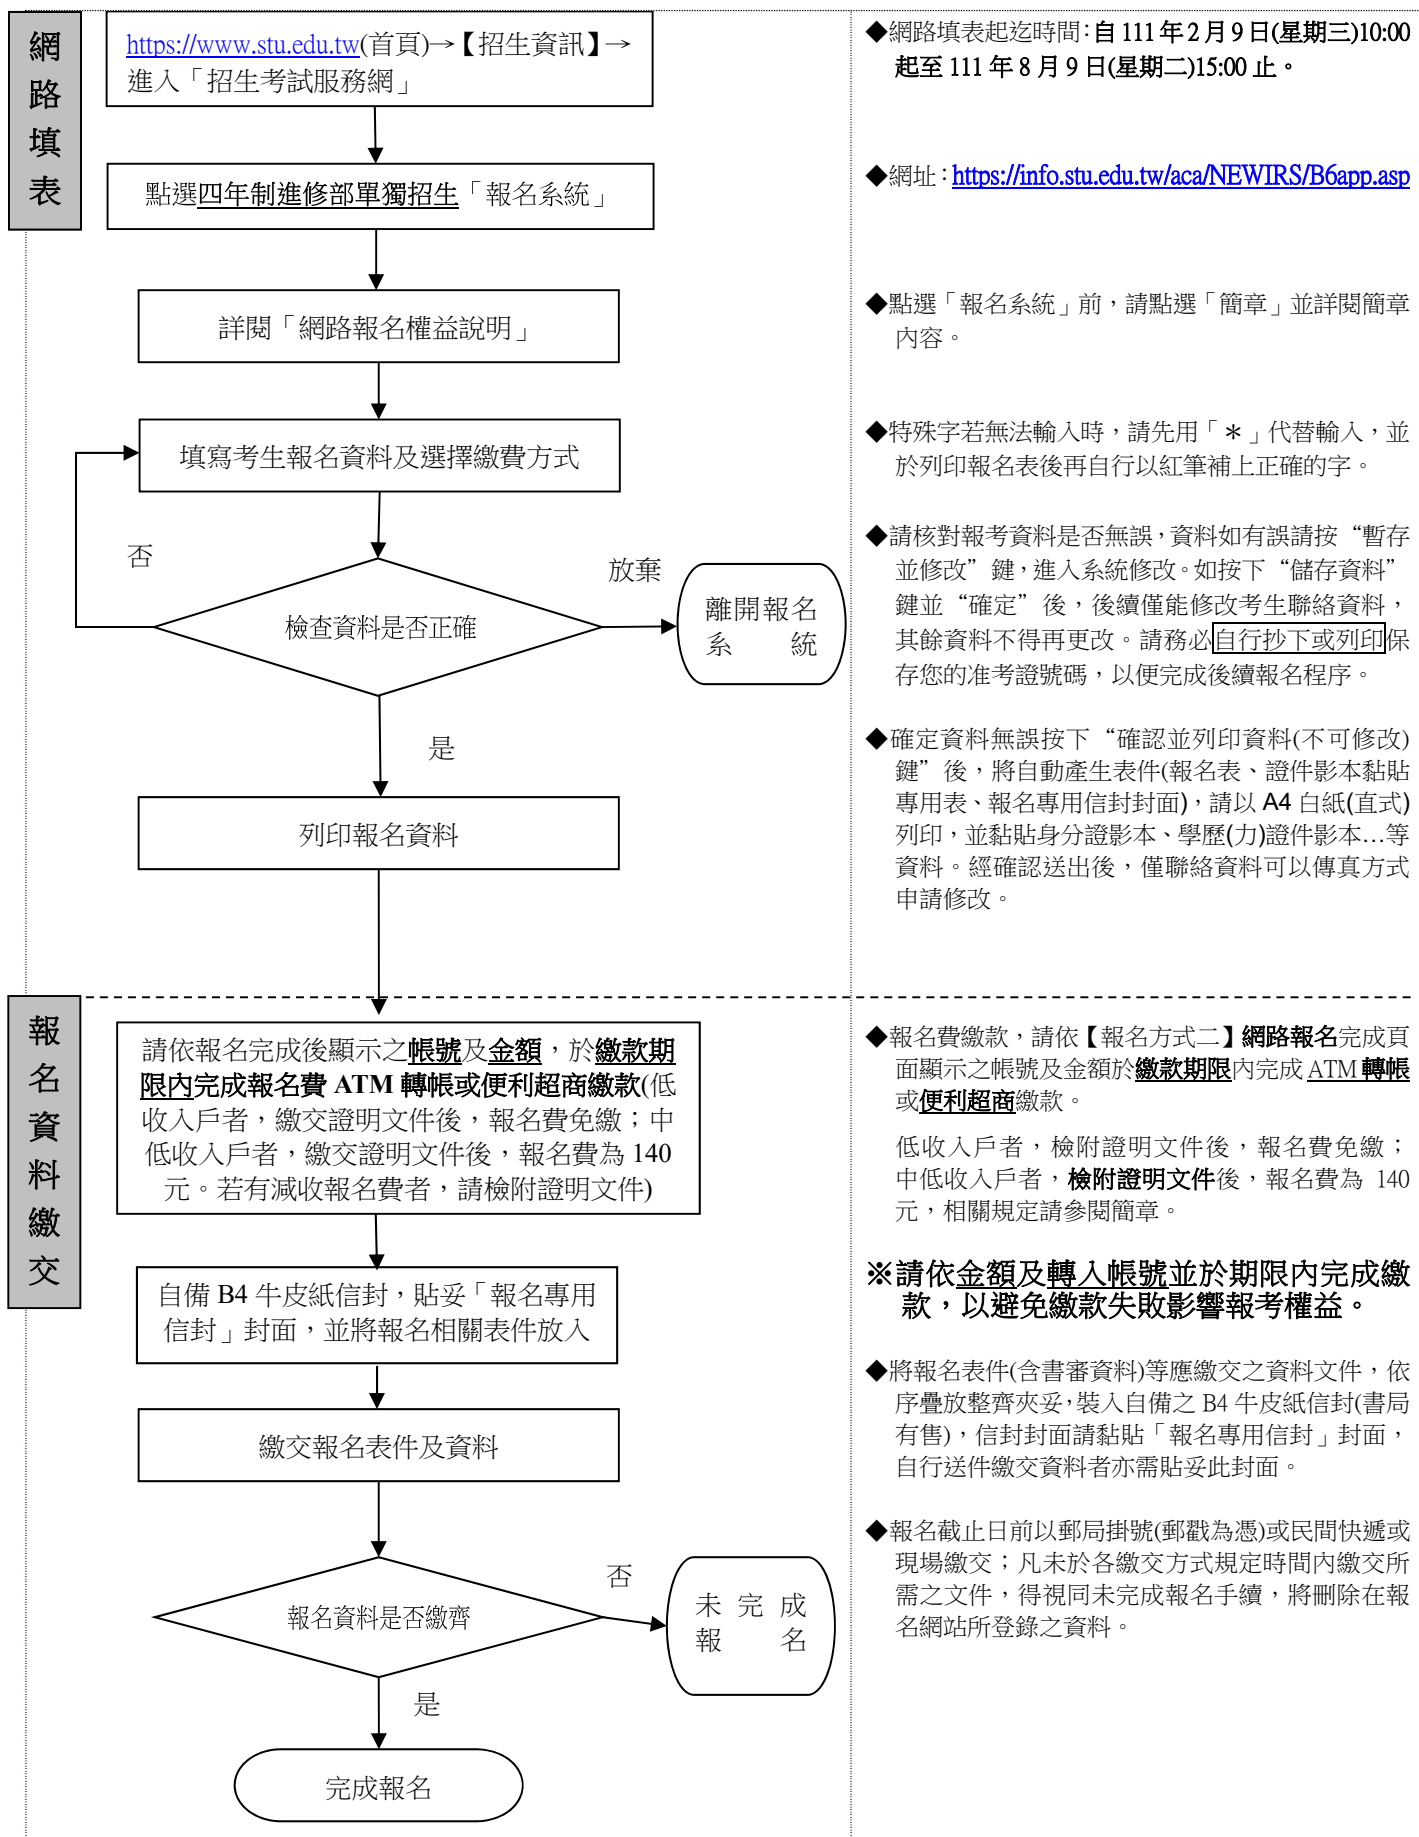 網
路
填
表
https://www.stu.edu.tw(首頁)→【招生資訊】→
進入「招生考試服務網」
點選四年制進修部單獨招生「報名系統」
詳閱「網路報名權益說明」
填寫考生報名資料及選擇繳費方式
否
放棄
檢查資料是否正確
離開報名
系統
是
列印報名資料
◆網路填表起迄時間:自 111 年 2 月 9 日(星期三)10:00
起至 111 年 8 月 9 日(星期二)15:00 止。
◆網址:https://info.stu.edu.tw/aca/NEWIRS/B6app.asp
◆點選「報名系統」前,請點選「簡章」並詳閱簡章
內容。
◆特殊字若無法輸入時,請先用「＊」代替輸入,並
於列印報名表後再自行以紅筆補上正確的字。
◆請核對報考資料是否無誤,資料如有誤請按“暫存
並修改”鍵,進入系統修改。如按下“儲存資料”
鍵並“確定”後,後續僅能修改考生聯絡資料,
其餘資料不得再更改。請務必自行抄下或列印保
存您的准考證號碼,以便完成後續報名程序。
◆確定資料無誤按下“確認並列印資料(不可修改)
鍵”後,將自動產生表件(報名表、證件影本黏貼
專用表、報名專用信封封面),請以 A4 白紙(直式)
列印,並黏貼身分證影本、學歷(力)證件影本…等
資料。經確認送出後,僅聯絡資料可以傳真方式
申請修改。
報
名
資
料
繳
交
請依報名完成後顯示之帳號及金額,於繳款期
限內完成報名費 ATM 轉帳或便利超商繳款(低
收入戶者,繳交證明文件後,報名費免繳;中
低收入戶者,繳交證明文件後,報名費為 140
元。若有減收報名費者,請檢附證明文件)
自備 B4 牛皮紙信封,貼妥「報名專用
信封」封面,並將報名相關表件放入
繳交報名表件及資料
報名資料是否繳齊
否
未完成
報名
是
完成報名
◆報名費繳款,請依【報名方式二】網路報名完成頁
面顯示之帳號及金額於繳款期限內完成 ATM 轉帳
或便利超商繳款。
低收入戶者,檢附證明文件後,報名費免繳;
中低收入戶者,檢附證明文件後,報名費為 140
元,相關規定請參閱簡章。
※請依金額及轉入帳號並於期限內完成繳
款,以避免繳款失敗影響報考權益。
◆將報名表件(含書審資料)等應繳交之資料文件,依
序疊放整齊夾妥,裝入自備之 B4 牛皮紙信封(書局
有售),信封封面請黏貼「報名專用信封」封面,
自行送件繳交資料者亦需貼妥此封面。
◆報名截止日前以郵局掛號(郵戳為憑)或民間快遞或
現場繳交;凡未於各繳交方式規定時間內繳交所
需之文件,得視同未完成報名手續,將刪除在報
名網站所登錄之資料。